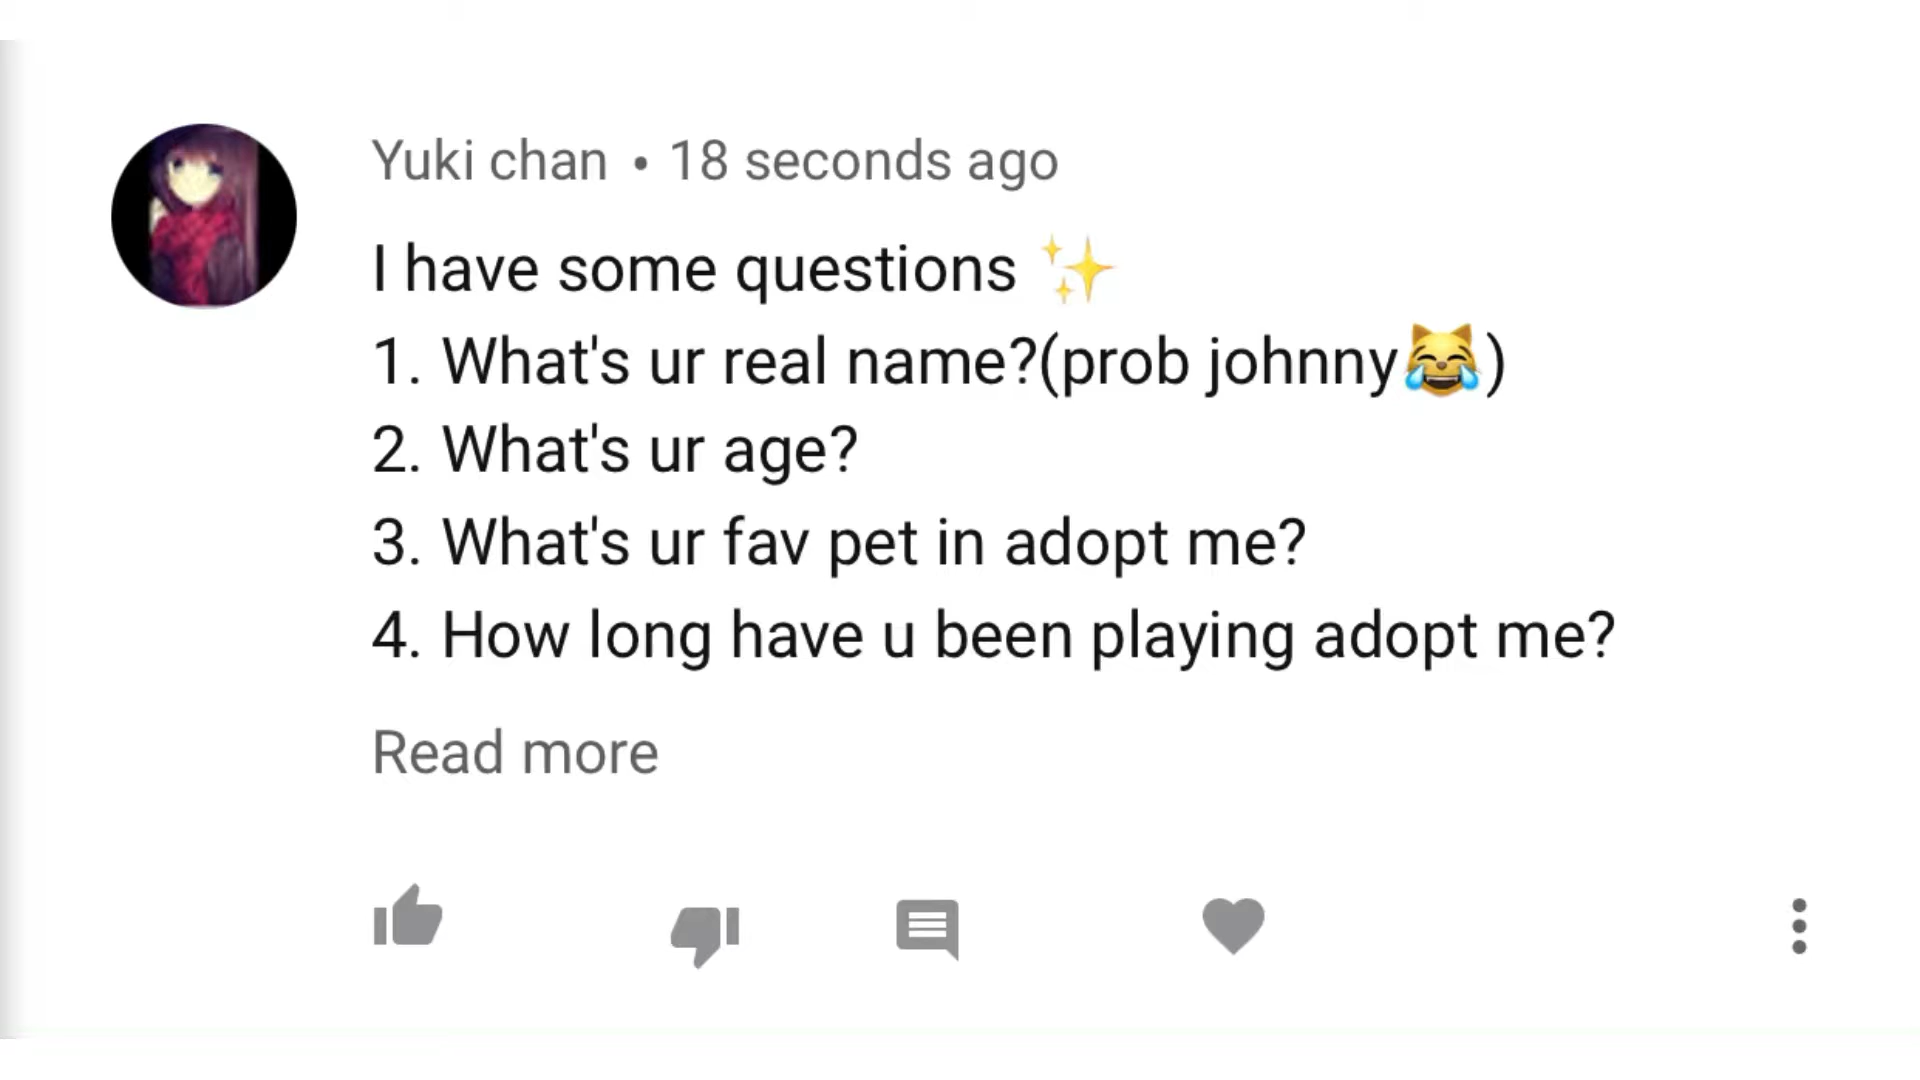 Yuki chan • 18 seconds ago
I have some questions ✨
1. What's ur real name?(prob johnny😹)
2. What's ur age?
3. What's ur fav pet in adopt me?
4. How long have u been playing adopt me?
Read more